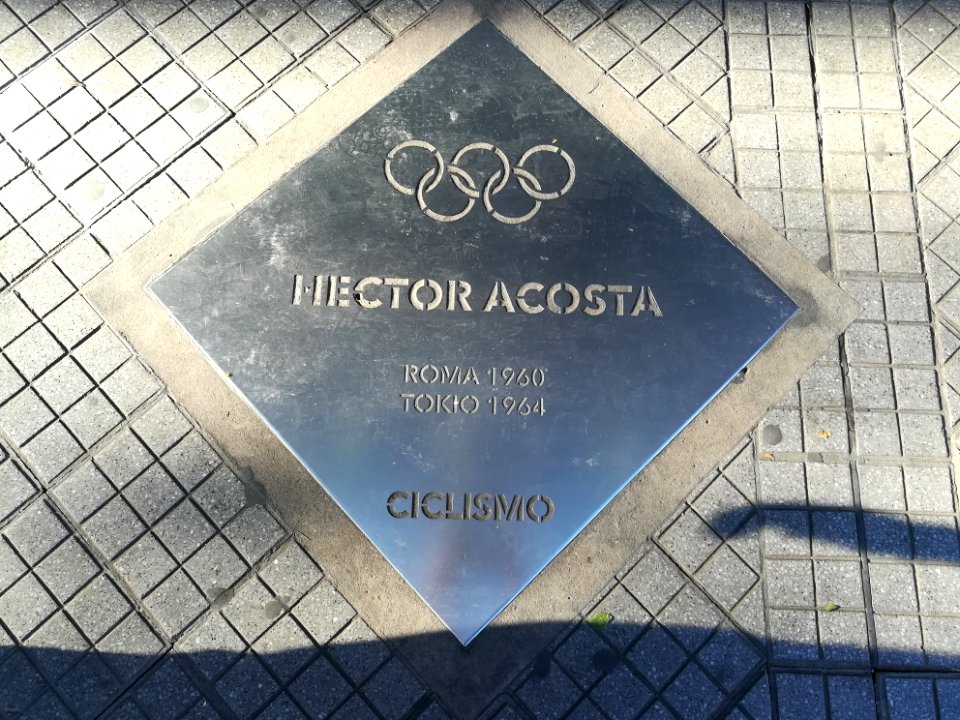 HECTOR ACOSTA
ROMA 1960
TOKIO 1964
CICLISMO